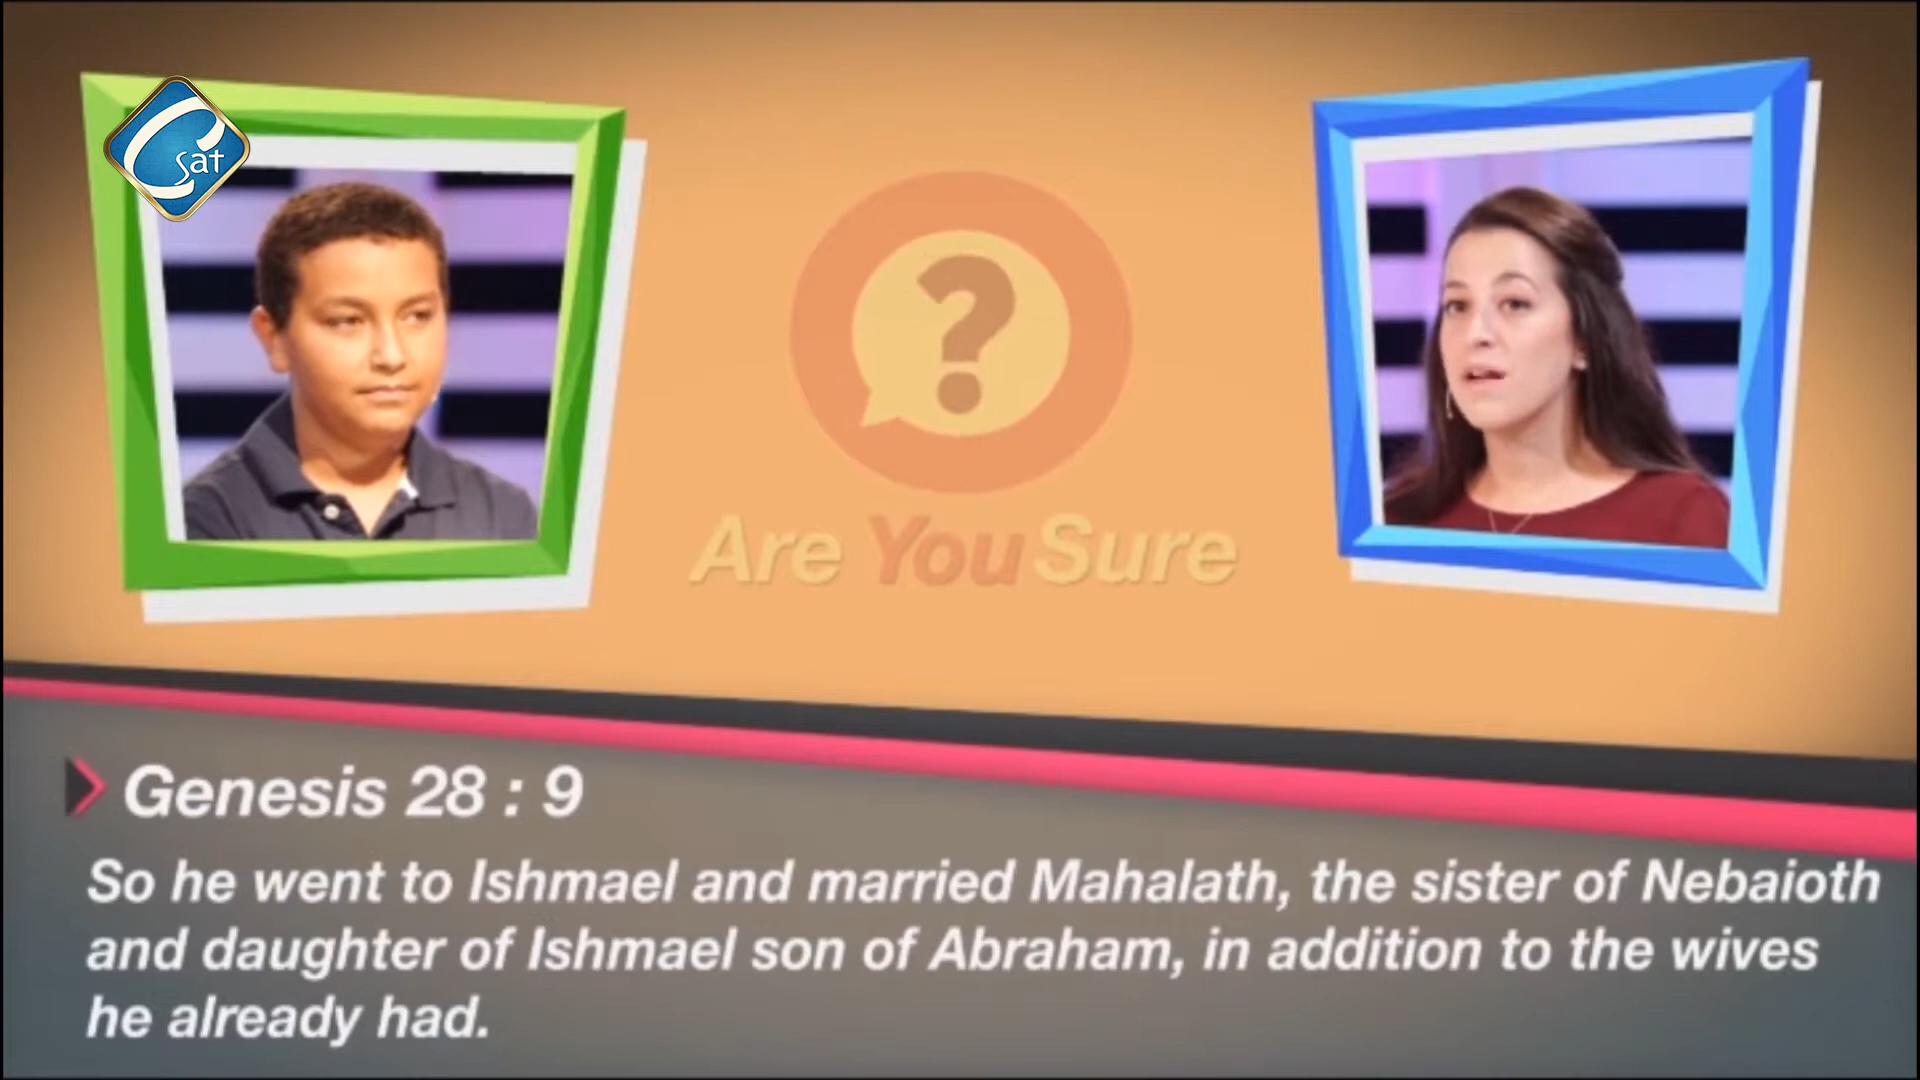 C
sat
?
Are You Sure
Genesis 28 : 9
So he went to Ishmael and married Mahalath, the sister of Nebaioth
and daughter of Ishmael son of Abraham, in addition to the wives
he already had.